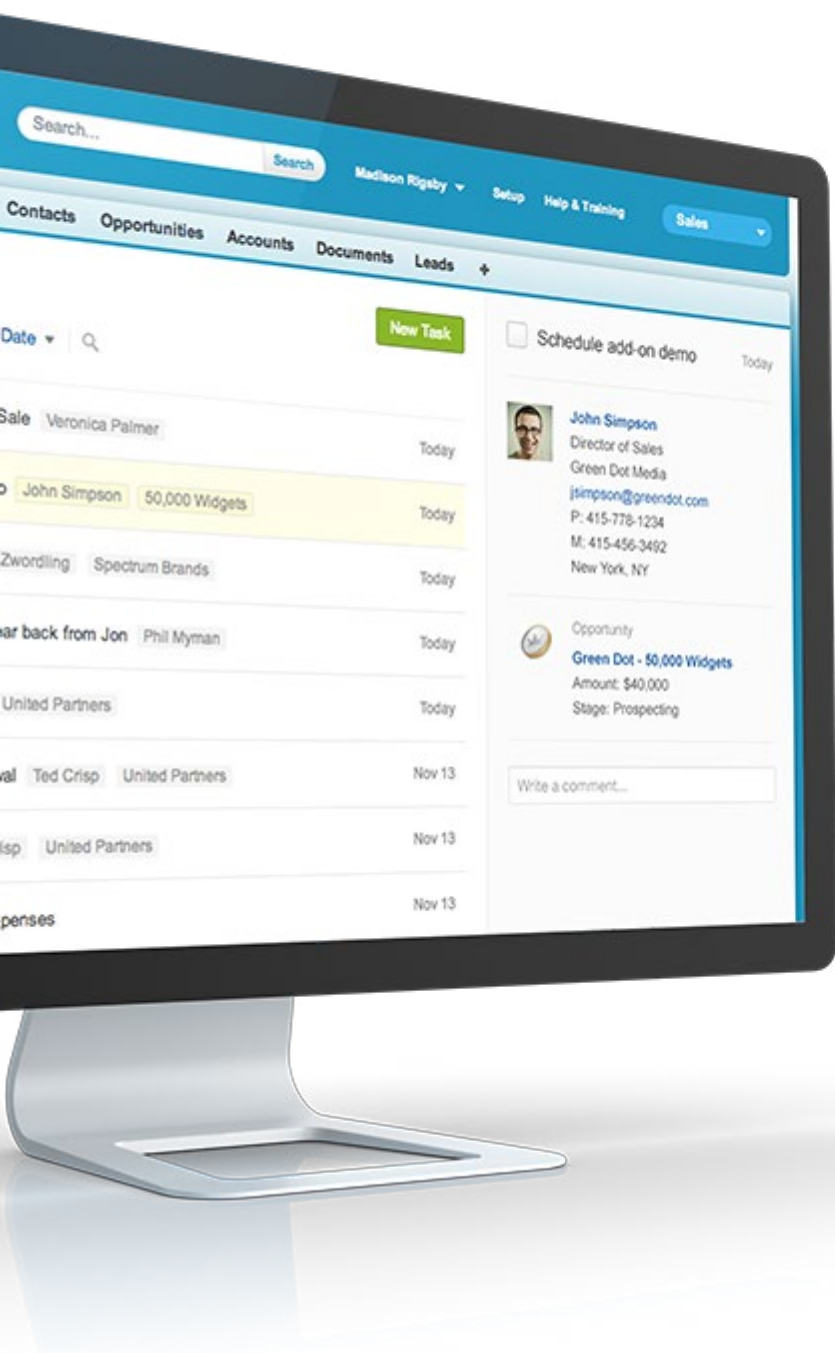 Search...
Search
Madison Rigsby
Setup
Help & Training
Sales
Contacts
Opportunities
Accounts
Documents
Leads
+
Date
New Task
Sale Veronica Palmer Today
John Simpson 50,000 Widgets Today
Zwordling Spectrum Brands Today
back from Jon Phil Myman Today
United Partners Today
Ted Crisp United Partners Nov 13
United Partners Nov 13
Nov 13
Schedule add-on demo Today
John Simpson
Director of Sales
Green Dot Media
jsimpson@greendot.com
P: 415-778-1234
M: 415-456-3492
New York, NY
Opportunity
Green Dot - 50,000 Widgets
Amount: $40,000
Stage: Prospecting
Write a comment...